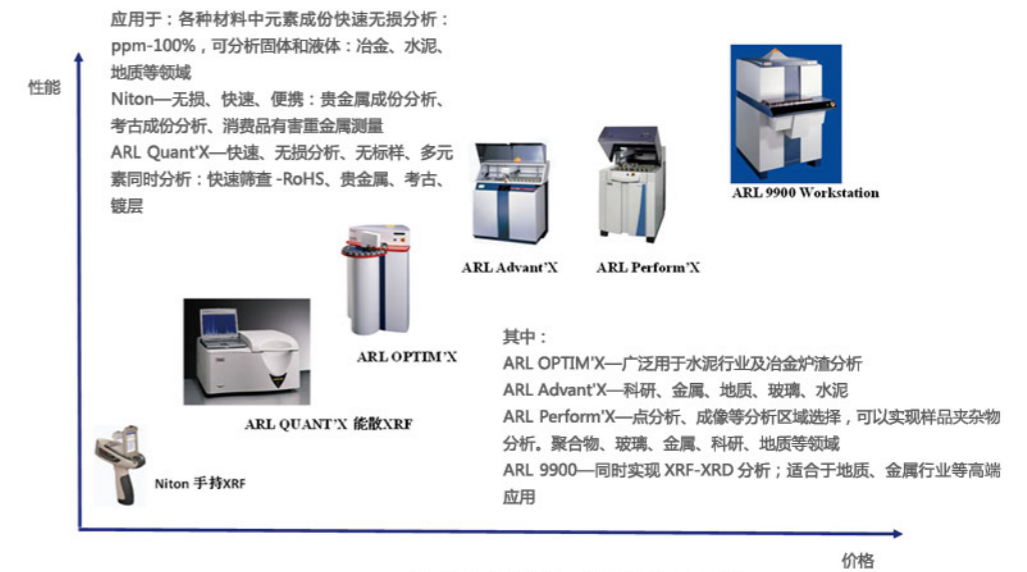 应用于：各种材料中元素成份快速无损分析：
ppm-100%，可分析固体和液体：冶金、水泥、
地质等领域
性能
Niton—无损、快速、便携：贵金属成份分析、
考古成份分析、消费品有害重金属测量
ARL Quant'X—快速、无损分析、无标样、多元
素同时分析：快速筛查 -RoHS、贵金属、考古、
镀层
ARL 9900 Workstation
ARL Advant'X
ARL Perform'X
ARL OPTIM'X
ARL QUANT'X 能散XRF
Niton 手持XRF
其中：
ARL OPTIM'X—广泛用于水泥行业及冶金炉渣分析
ARL Advant'X—科研、金属、地质、玻璃、水泥
ARL Perform'X—点分析、成像等分析区域选择，可以实现样品夹杂物
分析。聚合物、玻璃、金属、科研、地质等领域
ARL 9900—同时实现 XRF-XRD 分析；适合于地质、金属行业等高端
应用
价格